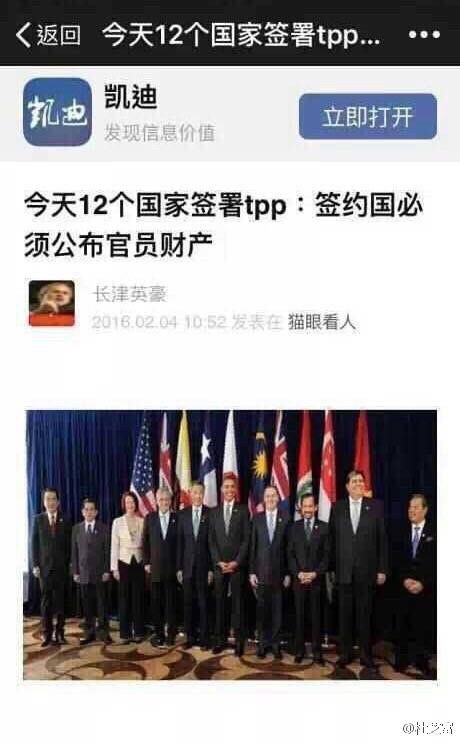 返回 今天12个国家签署tpp...
凯迪
凯迪
发现信息价值
立即打开
今天12个国家签署tpp：签约国必
须公布官员财产
长津英豪
2016.02.04 10:52 发表在 猫眼看人